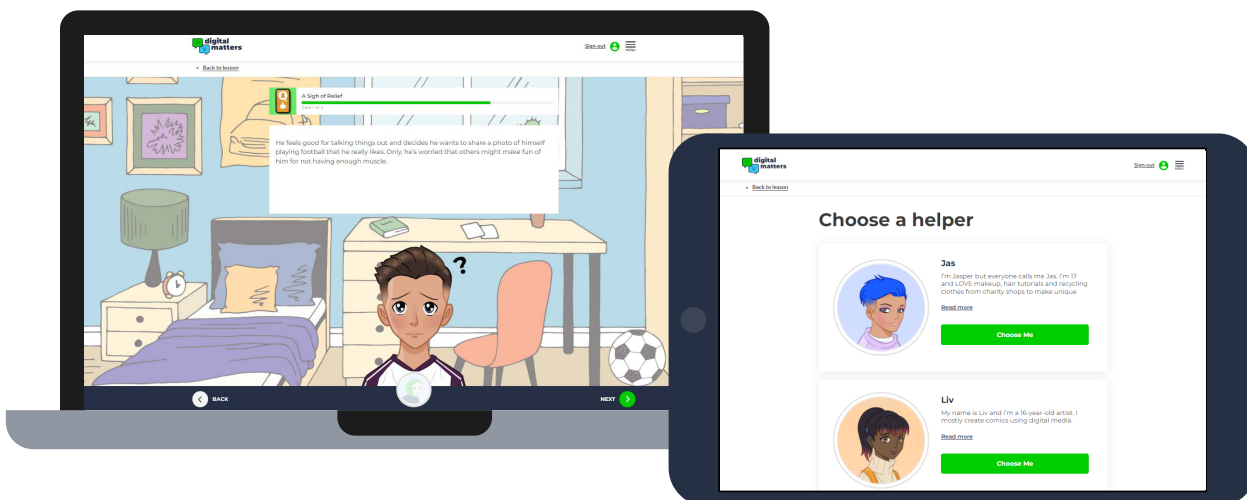 digital
matters
Sign-out
MENU
< Back to lesson
A Sigh of Relief
He feels good for talking things out and decides he wants to share a photo of himself
playing football that he really likes. Only, he's worried that others might make fun of
him for not having enough muscle.
?
BACK
NEXT
digital
matters
Sign-out
MENU
< Back to lesson
Choose a helper
Jas
I'm Jasper but everyone calls me Jas. I'm 17
and LOVE makeup, hair tutorials and recycling
clothes from charity shops to make unique
Read more
Choose Me
Liv
My name is Liv and I'm a 16-year-old artist. I
mostly create comics using digital media.
Read more
Choose Me